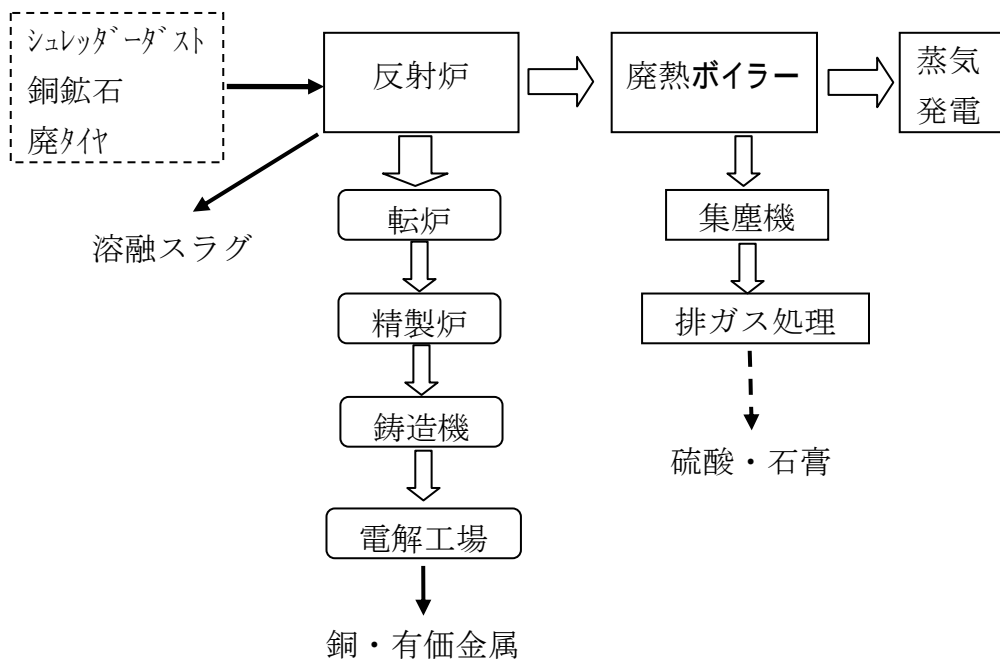 ｼｭﾚｯﾀﾞｰﾀﾞｽﾄ
銅鉱石
廃ﾀｲﾔ
反射炉
廃熱ボイラー
蒸気
発電
溶融スラグ
転炉
集塵機
精製炉
排ガス処理
鋳造機
硫酸・石膏
電解工場
銅・有価金属